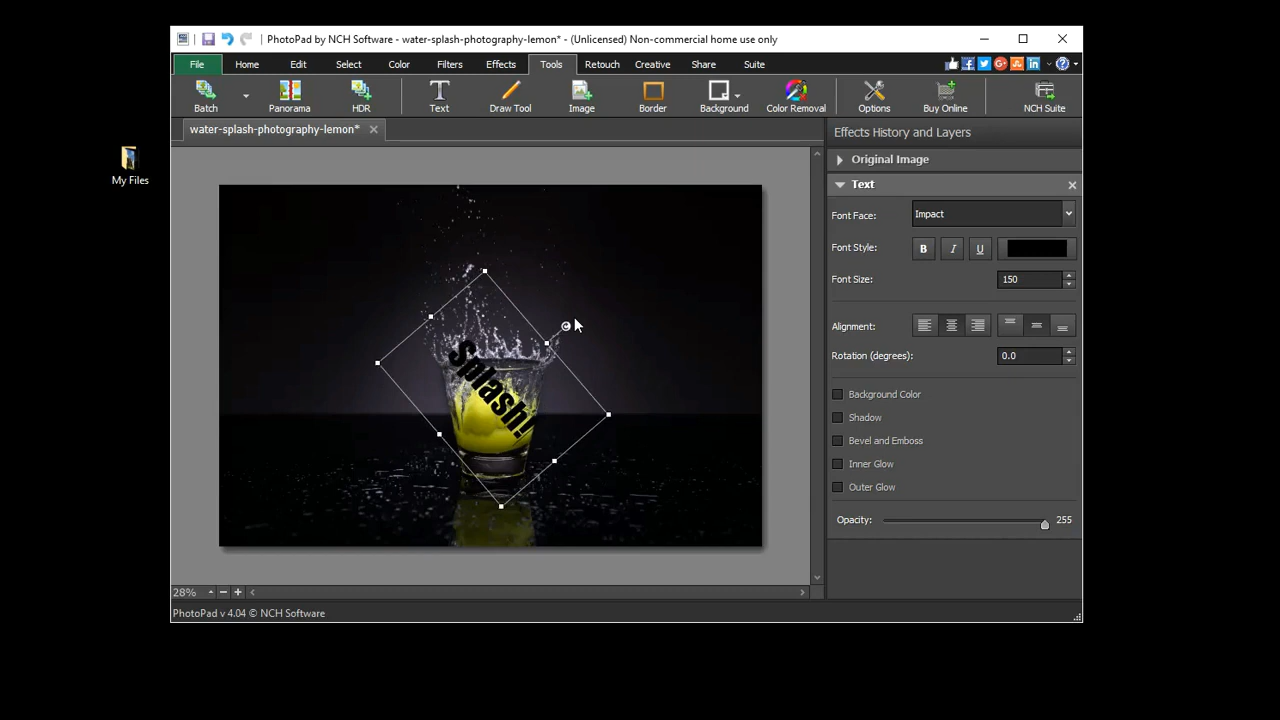 PhotoPad by NCH Software - water-splash-photography-lemon* - (Unlicensed) Non-commercial home use only
File Home Edit Select Color Filters Effects Tools Retouch Creative Share Suite
Batch Panorama HDR Text Draw Tool Image Border Background Color Removal Options Buy Online NCH Suite
water-splash-photography-lemon*
Effects History and Layers
Original Image
My Files
Text
Font Face: Impact
Font Style: B I U
Font Size: 150
Alignment:
Rotation (degrees): 0.0
Splash!
Background Color
Shadow
Bevel and Emboss
Inner Glow
Outer Glow
Opacity: 255
28%
PhotoPad v 4.04 © NCH Software